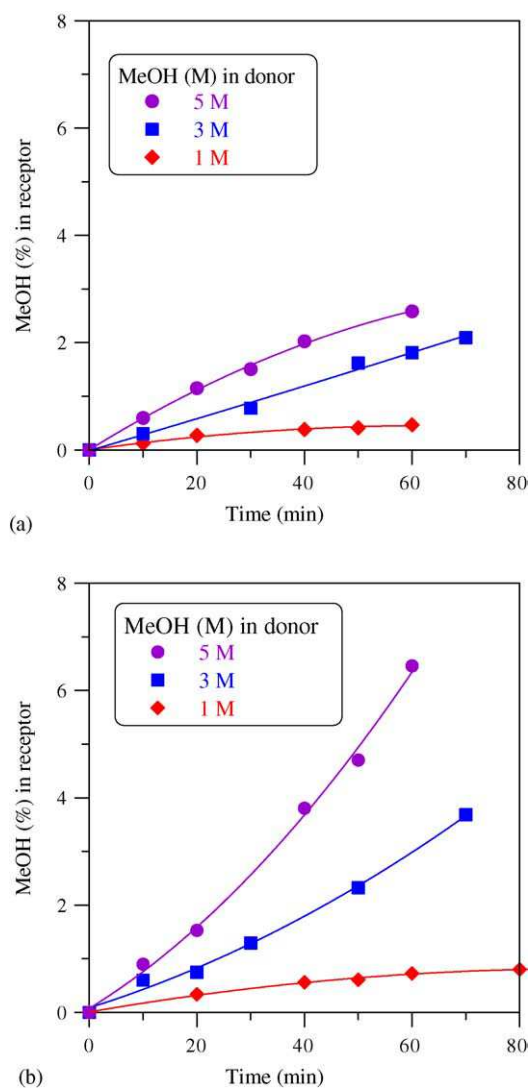 8
MeOH (M) in donor
5 M
3 M
1 M
6
4
2
0
MeOH (%) in receptor
0 20 40 60 80
Time (min)
(a)
8
MeOH (M) in donor
5 M
3 M
1 M
6
4
2
0
MeOH (%) in receptor
0 20 40 60 80
Time (min)
(b)